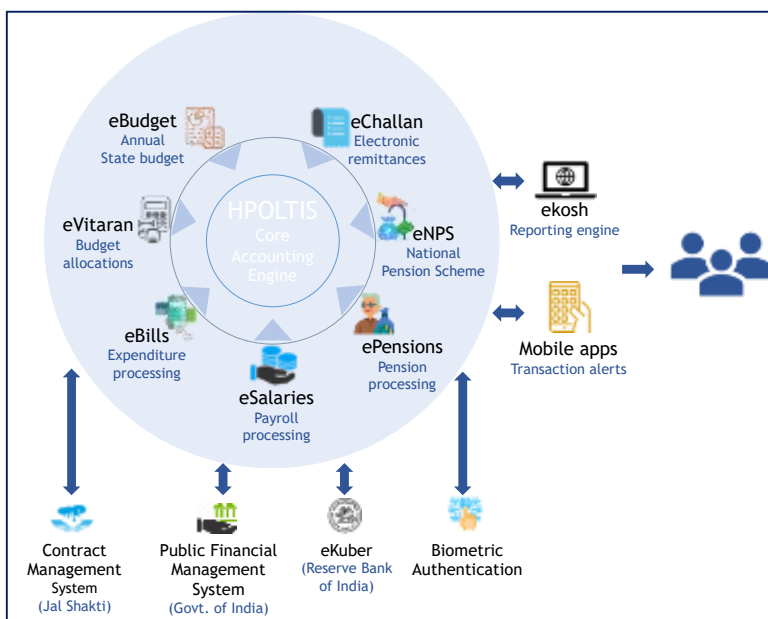 eBudget
Annual
State budget
eChallan
Electronic
remittances
eVitaran
Budget
allocations
HPOLTIS
Core
Accounting
Engine
eNPS
National
Pension Scheme
eBills
Expenditure
processing
eSalaries
Payroll
processing
ePensions
Pension
processing
ekosh
Reporting engine
Mobile apps
Transaction alerts
Contract
Management
System
(Jal Shakti)
Public Financial
Management
System
(Govt. of India)
eKuber
(Reserve Bank
of India)
Biometric
Authentication